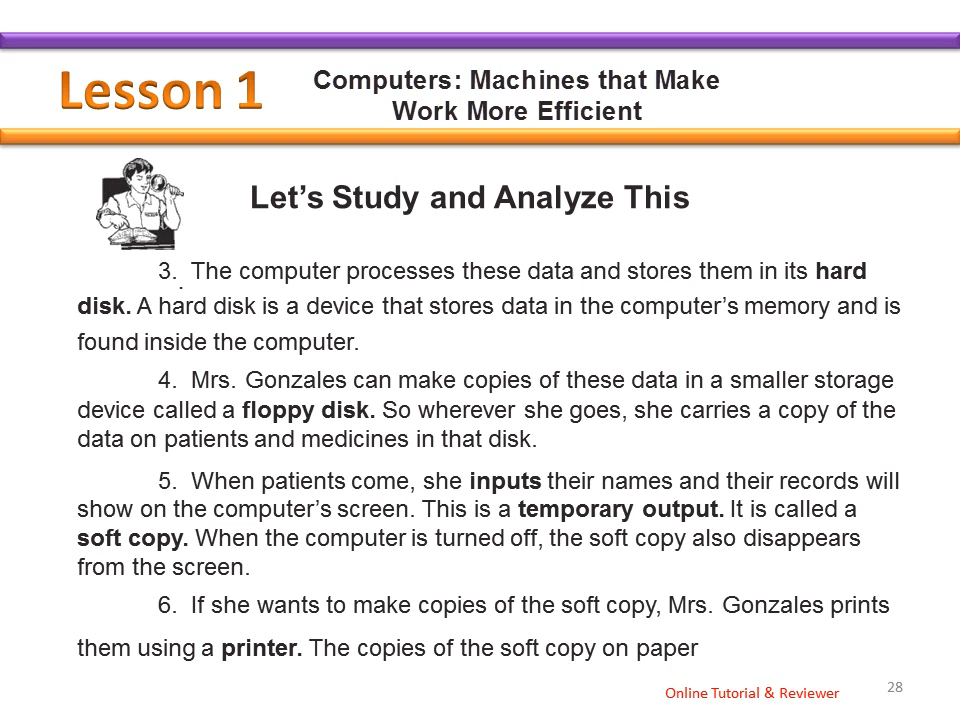 Lesson 1
Computers: Machines that Make
Work More Efficient
Let’s Study and Analyze This
3. The computer processes these data and stores them in its hard
.
disk. A hard disk is a device that stores data in the computer’s memory and is
found inside the computer.
4. Mrs. Gonzales can make copies of these data in a smaller storage
device called a floppy disk. So wherever she goes, she carries a copy of the
data on patients and medicines in that disk.
5. When patients come, she inputs their names and their records will
show on the computer’s screen. This is a temporary output. It is called a
soft copy. When the computer is turned off, the soft copy also disappears
from the screen.
6. If she wants to make copies of the soft copy, Mrs. Gonzales prints
them using a printer. The copies of the soft copy on paper
Online Tutorial & Reviewer
28